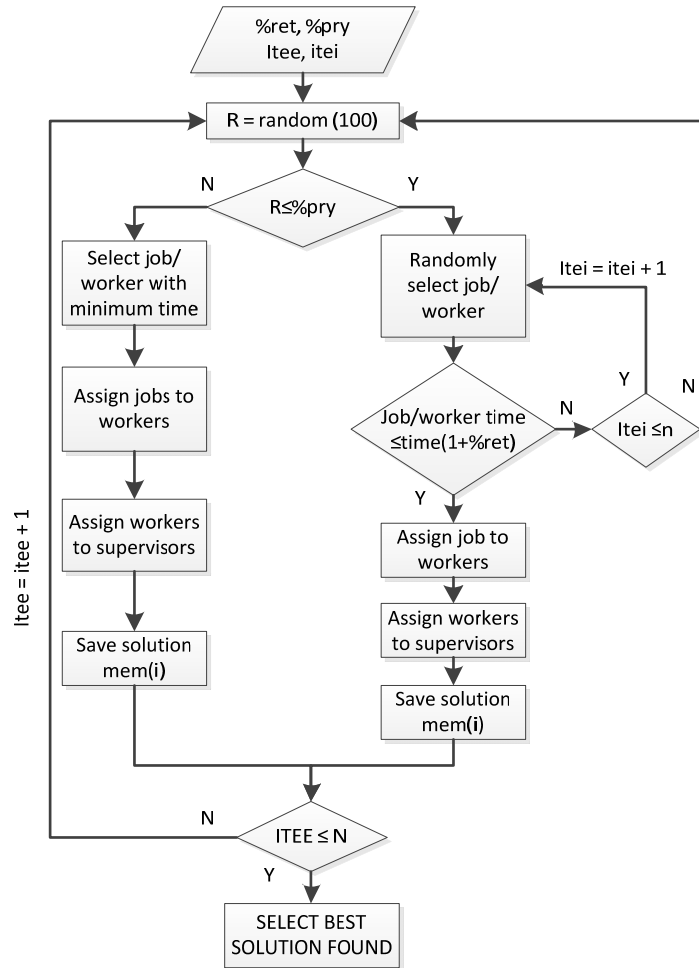 %ret, %pry
Itee, itei
R = random (100)
N
Y
R≤%pry
Select job/
worker with
minimum time
Randomly
select job/
worker
Itei = itei + 1
Assign jobs to
workers
Job/worker time
≤time(1+%ret)
N
Y
N
Itei ≤n
Y
Assign workers
to supervisors
Assign job to
workers
Itee = itee + 1
Assign workers
to supervisors
Save solution
mem(i)
Save solution
mem(i)
N
ITEE ≤ N
Y
SELECT BEST
SOLUTION FOUND